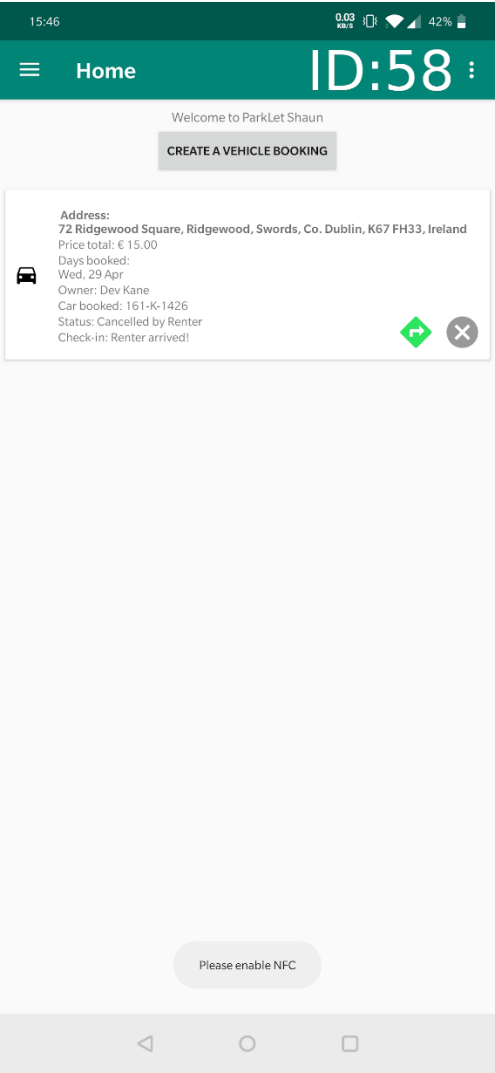 15:46
0.03
KB/S
42%
Home
ID:58
Welcome to ParkLet Shaun
CREATE A VEHICLE BOOKING
Address:
72 Ridgewood Square, Ridgewood, Swords, Co. Dublin, K67 FH33, Ireland
Price total: € 15.00
Days booked:
Wed, 29 Apr
Owner: Dev Kane
Car booked: 161-K-1426
Status: Cancelled by Renter
Check-in: Renter arrived!
Please enable NFC